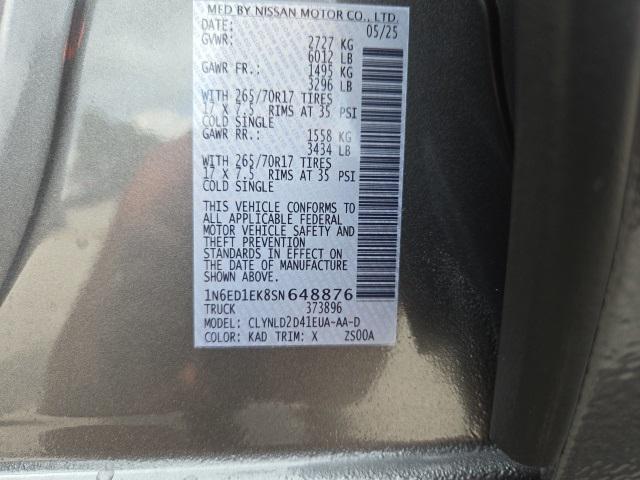 MFD BY NISSAN MOTOR CO., LTD.
DATE: 05/25
GVWR: 2727 KG
6012 LB
GAWR FR.: 1495 KG
3296 LB
WITH 265/70R17 TIRES
17 X 7.5 RIMS AT 35 PSI
COLD SINGLE
GAWR RR.: 1558 KG
3434 LB
WITH 265/70R17 TIRES
17 X 7.5 RIMS AT 35 PSI
COLD SINGLE
THIS VEHICLE CONFORMS TO
ALL APPLICABLE FEDERAL
MOTOR VEHICLE SAFETY AND
THEFT PREVENTION
STANDARDS IN EFFECT ON
THE DATE OF MANUFACTURE
SHOWN ABOVE.
1N6ED1EK8SN648876
TRUCK 373896
MODEL: CLYNLD2D41EUA-AA-D
COLOR: KAD TRIM: X ZS00A